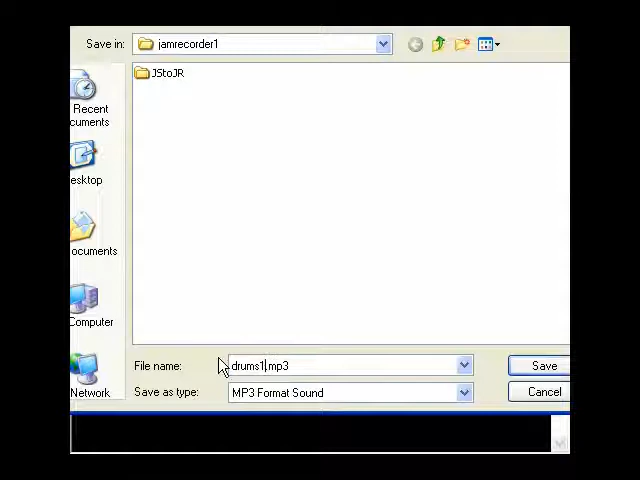 Save in:
jamrecorder1
JStoJR
Recent
cuments
esktop
ocuments
Computer
Network
File name:
drums1.mp3
Save
Save as type:
MP3 Format Sound
Cancel